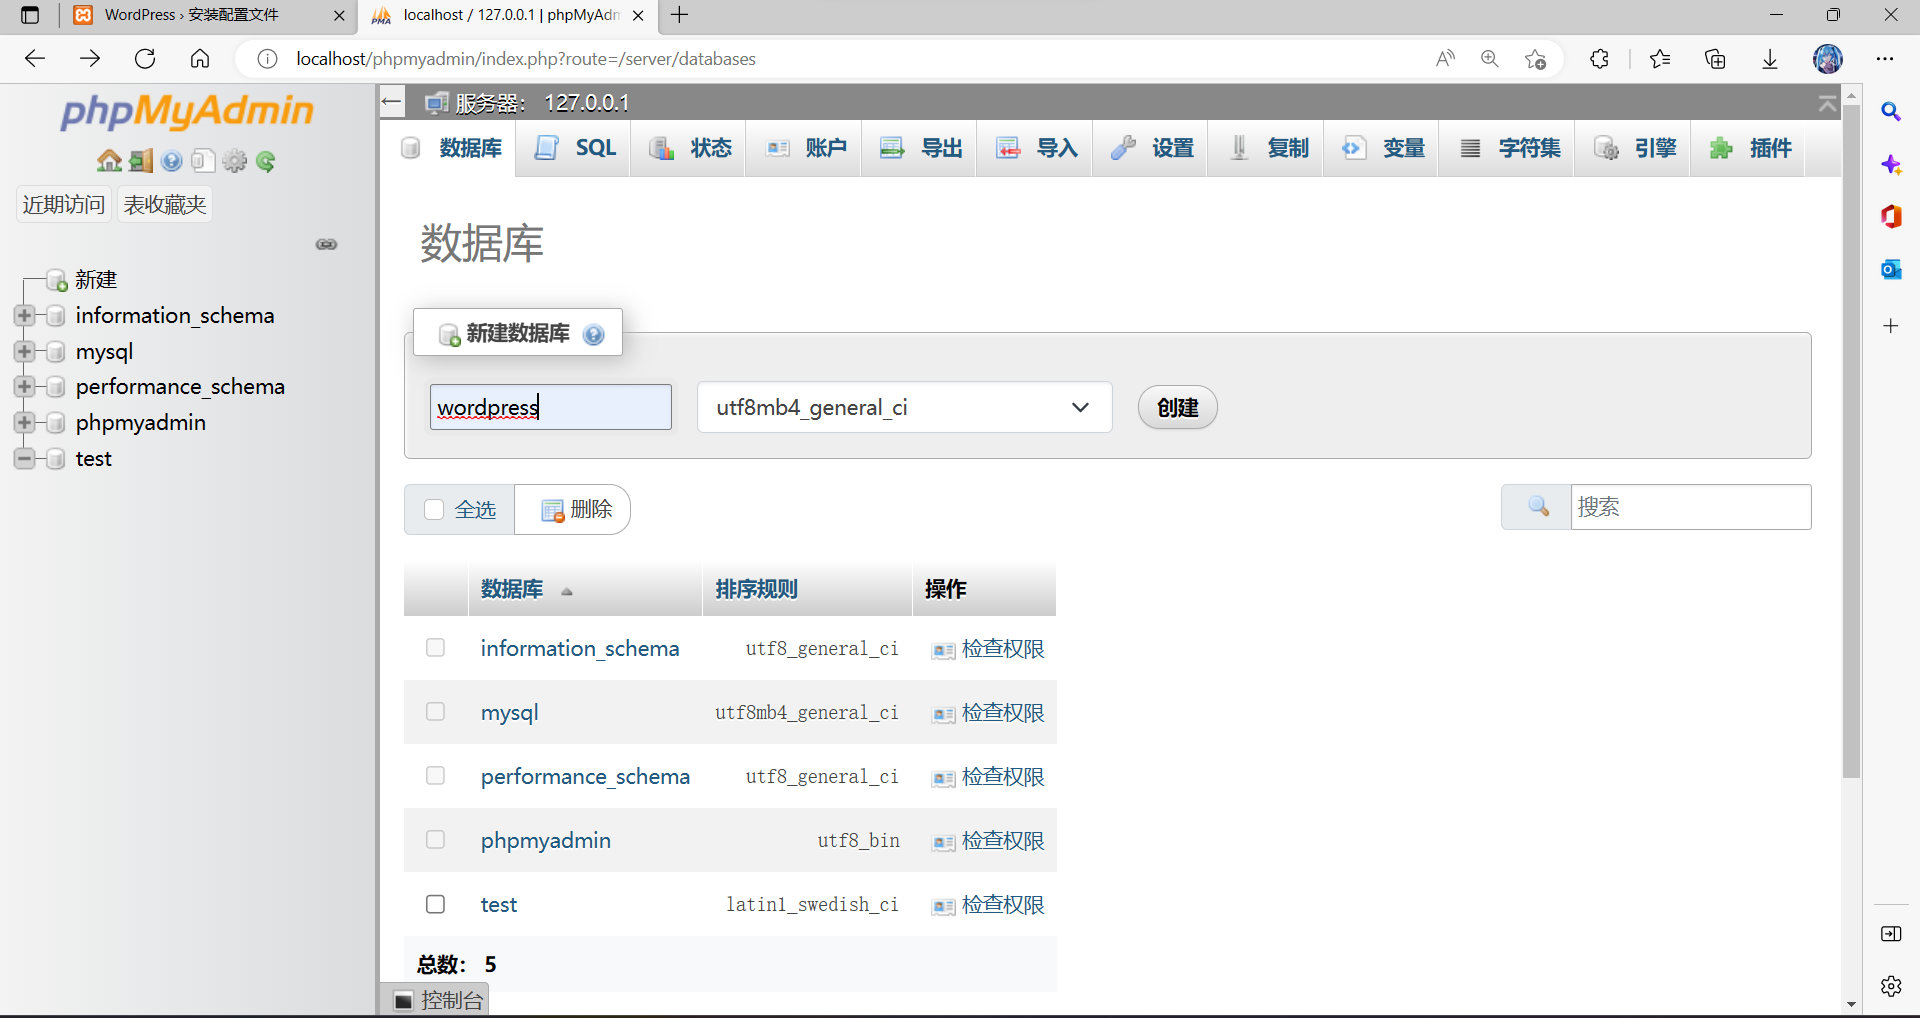 WordPress › 安装配置文件
localhost / 127.0.0.1 | phpMyAdm
localhost/phpmyadmin/index.php?route=/server/databases
phpMyAdmin
近期访问 表收藏夹
新建
information_schema
mysql
performance_schema
phpmyadmin
test
服务器: 127.0.0.1
数据库 SQL 状态 账户 导出 导入 设置 复制 变量 字符集 引擎 插件
数据库
新建数据库
wordpress utf8mb4_general_ci 创建
全选 删除 搜索
数据库 排序规则 操作
information_schema utf8_general_ci 检查权限
mysql utf8mb4_general_ci 检查权限
performance_schema utf8_general_ci 检查权限
phpmyadmin utf8_bin 检查权限
test latin1_swedish_ci 检查权限
总数: 5
控制台